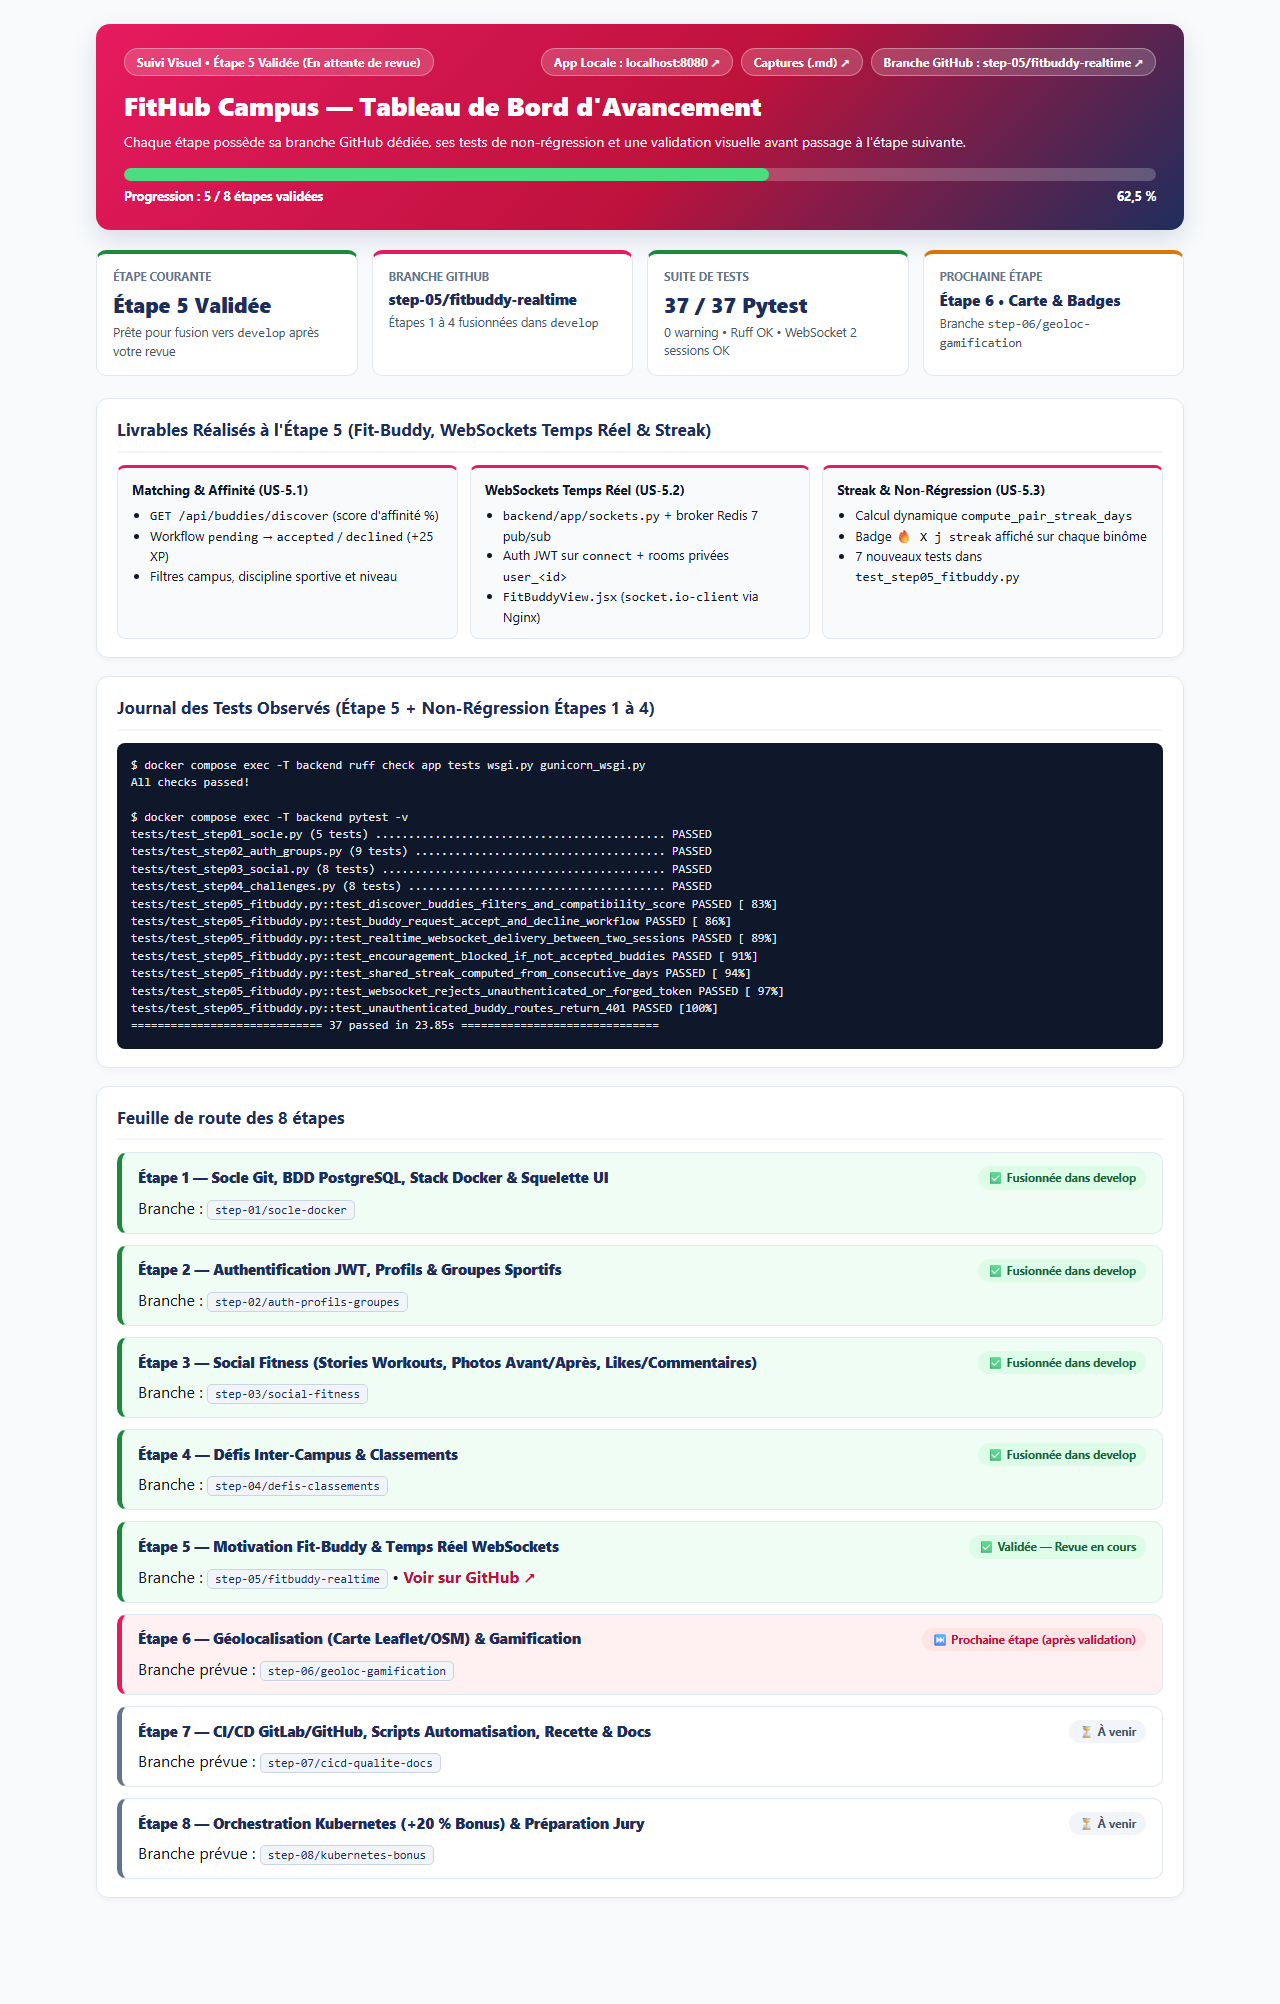 Suivi Visuel • Étape 5 Validée (En attente de revue)
App Locale : localhost:8080 ↗
Captures (.md) ↗
Branche GitHub : step-05/fitbuddy-realtime ↗
FitHub Campus — Tableau de Bord d'Avancement
Chaque étape possède sa branche GitHub dédiée, ses tests de non-régression et une validation visuelle avant passage à l'étape suivante.
Progression : 5 / 8 étapes validées
62,5 %
ÉTAPE COURANTE
Étape 5 Validée
Prête pour fusion vers develop après
votre revue
BRANCHE GITHUB
step-05/fitbuddy-realtime
Étapes 1 à 4 fusionnées dans develop
SUITE DE TESTS
37 / 37 Pytest
0 warning • Ruff OK • WebSocket 2
sessions OK
PROCHAINE ÉTAPE
Étape 6 • Carte & Badges
Branche step-06/geoloc-
gamification
Livrables Réalisés à l'Étape 5 (Fit-Buddy, WebSockets Temps Réel & Streak)
Matching & Affinité (US-5.1)
• GET /api/buddies/discover (score d'affinité %)
• Workflow pending → accepted / declined (+25
XP)
• Filtres campus, discipline sportive et niveau
WebSockets Temps Réel (US-5.2)
• backend/app/sockets.py + broker Redis 7
pub/sub
• Auth JWT sur connect + rooms privées
user_<id>
• FitBuddyView.jsx (socket.io-client via
Nginx)
Streak & Non-Régression (US-5.3)
• Calcul dynamique compute_pair_streak_days
• Badge 🔥 X j streak affiché sur chaque binôme
• 7 nouveaux tests dans
test_step05_fitbuddy.py
Journal des Tests Observés (Étape 5 + Non-Régression Étapes 1 à 4)
$ docker compose exec -T backend ruff check app tests wsgi.py gunicorn_wsgi.py
All checks passed!
$ docker compose exec -T backend pytest -v
tests/test_step01_socle.py (5 tests) ............................................ PASSED
tests/test_step02_auth_groups.py (9 tests) ...................................... PASSED
tests/test_step03_social.py (8 tests) ........................................... PASSED
tests/test_step04_challenges.py (8 tests) ....................................... PASSED
tests/test_step05_fitbuddy.py::test_discover_buddies_filters_and_compatibility_score PASSED [ 83%]
tests/test_step05_fitbuddy.py::test_buddy_request_accept_and_decline_workflow PASSED [ 86%]
tests/test_step05_fitbuddy.py::test_realtime_websocket_delivery_between_two_sessions PASSED [ 89%]
tests/test_step05_fitbuddy.py::test_encouragement_blocked_if_not_accepted_buddies PASSED [ 91%]
tests/test_step05_fitbuddy.py::test_shared_streak_computed_from_consecutive_days PASSED [ 94%]
tests/test_step05_fitbuddy.py::test_websocket_rejects_unauthenticated_or_forged_token PASSED [ 97%]
tests/test_step05_fitbuddy.py::test_unauthenticated_buddy_routes_return_401 PASSED [100%]
============================= 37 passed in 23.85s ==============================
Feuille de route des 8 étapes
Étape 1 — Socle Git, BDD PostgreSQL, Stack Docker & Squelette UI
✅ Fusionnée dans develop
Branche : step-01/socle-docker
Étape 2 — Authentification JWT, Profils & Groupes Sportifs
✅ Fusionnée dans develop
Branche : step-02/auth-profils-groupes
Étape 3 — Social Fitness (Stories Workouts, Photos Avant/Après, Likes/Commentaires)
✅ Fusionnée dans develop
Branche : step-03/social-fitness
Étape 4 — Défis Inter-Campus & Classements
✅ Fusionnée dans develop
Branche : step-04/defis-classements
Étape 5 — Motivation Fit-Buddy & Temps Réel WebSockets
✅ Validée — Revue en cours
Branche : step-05/fitbuddy-realtime • Voir sur GitHub ↗
Étape 6 — Géolocalisation (Carte Leaflet/OSM) & Gamification
⏭️ Prochaine étape (après validation)
Branche prévue : step-06/geoloc-gamification
Étape 7 — CI/CD GitLab/GitHub, Scripts Automatisation, Recette & Docs
⏳ À venir
Branche prévue : step-07/cicd-qualite-docs
Étape 8 — Orchestration Kubernetes (+20 % Bonus) & Préparation Jury
⏳ À venir
Branche prévue : step-08/kubernetes-bonus